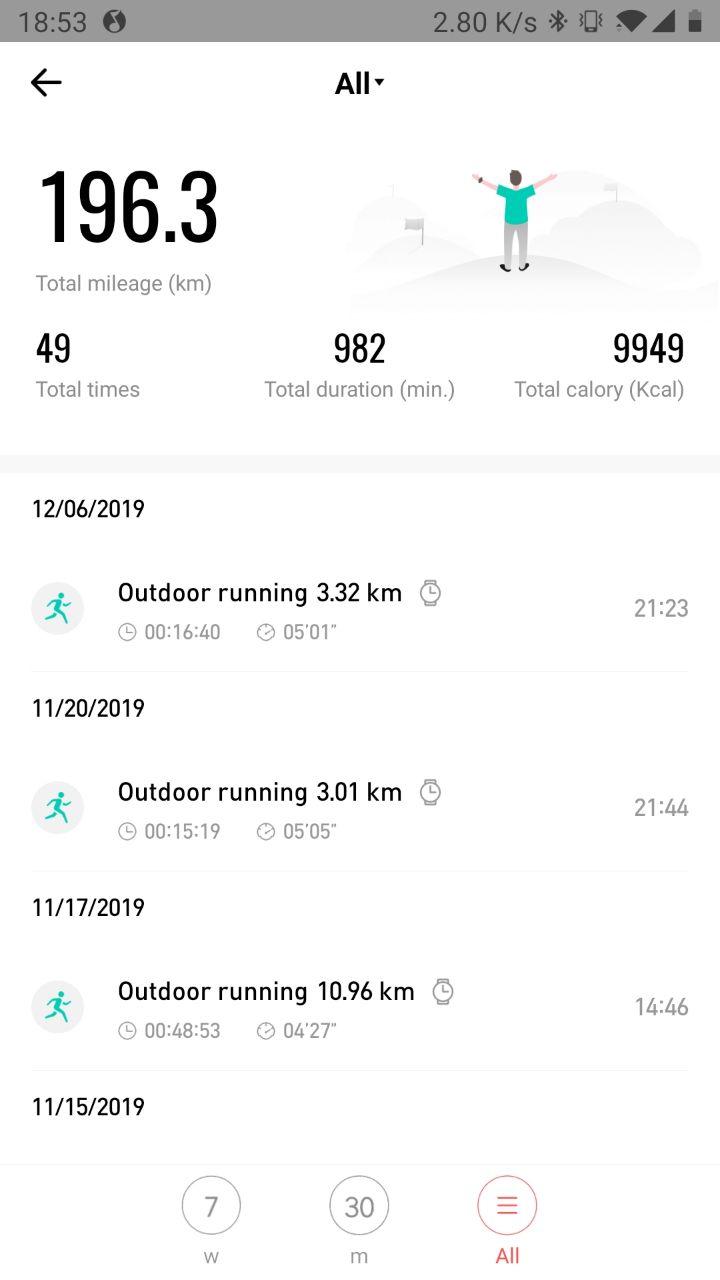 18:53 2.80 K/s
All
196.3
Total mileage (km)
49 982 9949
Total times Total duration (min.) Total calory (Kcal)
12/06/2019
Outdoor running 3.32 km
21:23
00:16:40 05'01"
11/20/2019
Outdoor running 3.01 km
21:44
00:15:19 05'05"
11/17/2019
Outdoor running 10.96 km
14:46
00:48:53 04'27"
11/15/2019
7 30
w m All